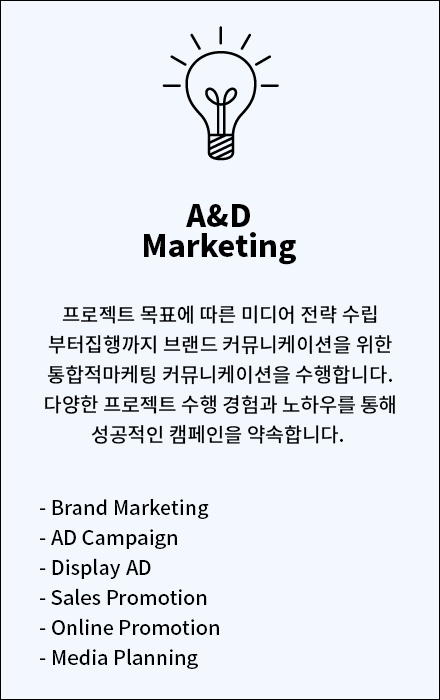 A&D
Marketing
프로젝트 목표에 따른 미디어 전략 수립
부터집행까지 브랜드 커뮤니케이션을 위한
통합적마케팅 커뮤니케이션을 수행합니다.
다양한 프로젝트 수행 경험과 노하우를 통해
성공적인 캠페인을 약속합니다.
- Brand Marketing
- AD Campaign
- Display AD
- Sales Promotion
- Online Promotion
- Media Planning